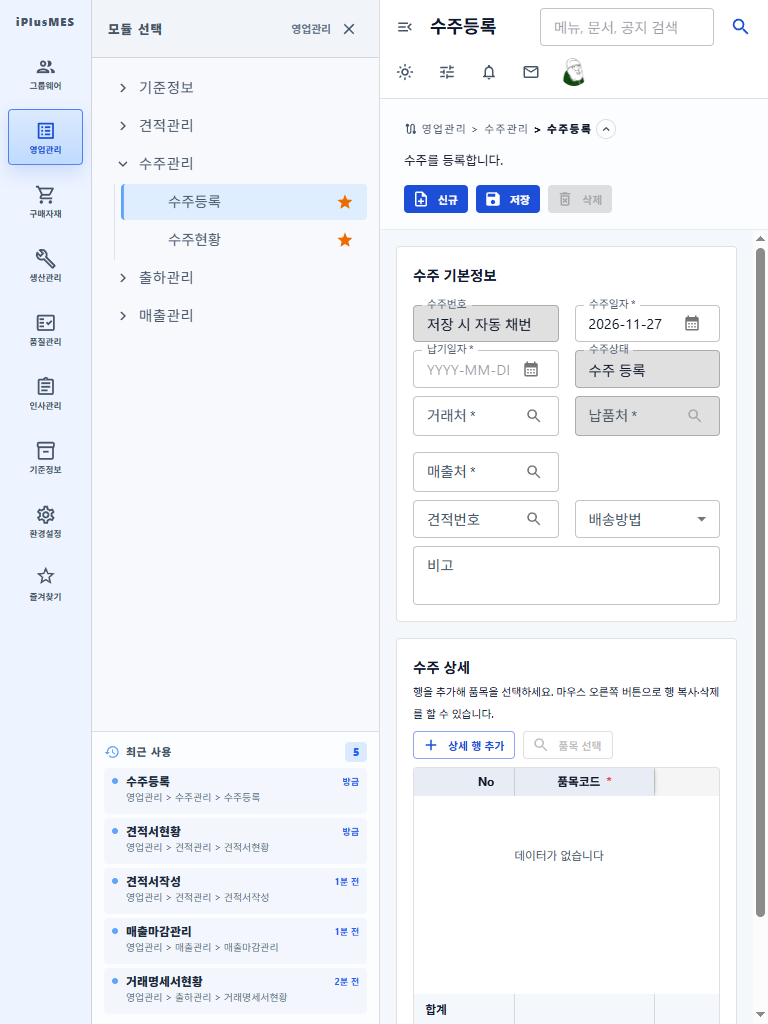 iPlusMES
그룹웨어
영업관리
구매자재
생산관리
품질관리
인사관리
기준정보
환경설정
즐겨찾기
모듈 선택
영업관리
기준정보
견적관리
수주관리
수주등록
수주현황
출하관리
매출관리
최근 사용
5
수주등록
방금
영업관리 > 수주관리 > 수주등록
견적서현황
방금
영업관리 > 견적관리 > 견적서현황
견적서작성
1분 전
영업관리 > 견적관리 > 견적서작성
매출마감관리
1분 전
영업관리 > 매출관리 > 매출마감관리
거래명세서현황
2분 전
영업관리 > 출하관리 > 거래명세서현황
수주등록
메뉴, 문서, 공지 검색
영업관리 > 수주관리 > 수주등록
수주를 등록합니다.
신규
저장
삭제
수주 기본정보
수주번호
저장 시 자동 채번
수주일자 *
2026-11-27
납기일자 *
YYYY-MM-DD
수주상태
수주 등록
거래처 *
납품처 *
매출처 *
견적번호
배송방법
비고
수주 상세
행을 추가해 품목을 선택하세요. 마우스 오른쪽 버튼으로 행 복사·삭제
를 할 수 있습니다.
상세 행 추가
품목 선택
No
품목코드 *
데이터가 없습니다
합계